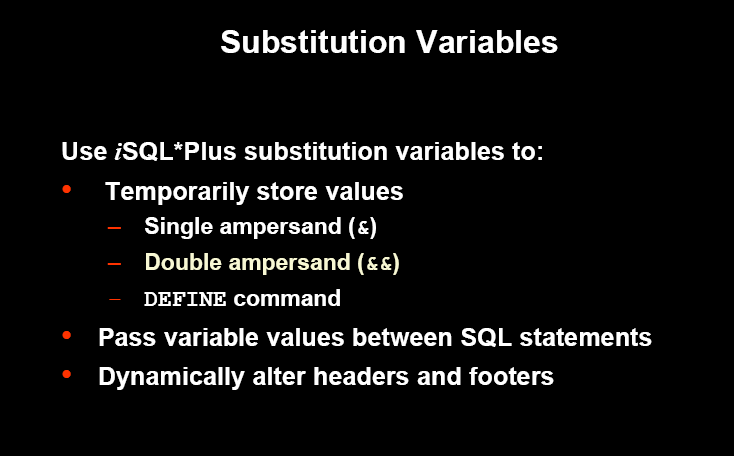 Substitution Variables
Use iSQL*Plus substitution variables to:
• Temporarily store values
– Single ampersand (&)
– Double ampersand (&&)
– DEFINE command
• Pass variable values between SQL statements
• Dynamically alter headers and footers